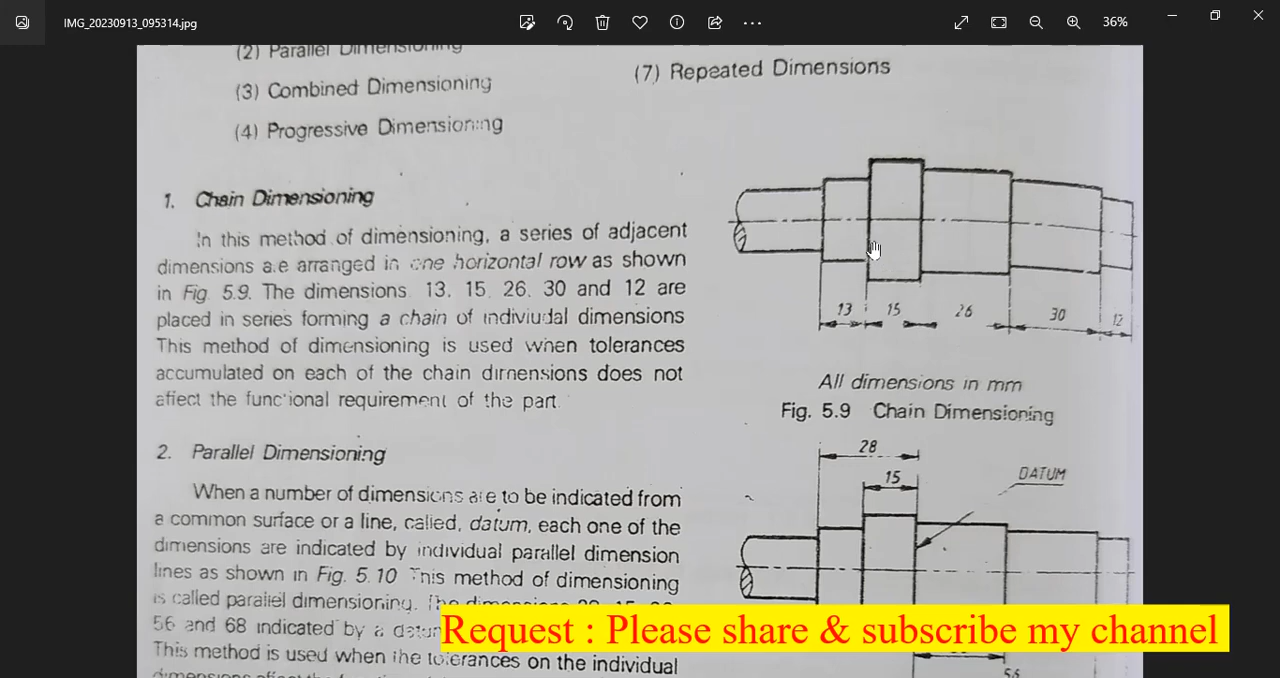 IMG_20230913_095314.jpg
36%
(2) Parallel Dimensioning
(3) Combined Dimensioning
(4) Progressive Dimensioning
(7) Repeated Dimensions
1. Chain Dimensioning
In this method of dimensioning, a series of adjacent
dimensions are arranged in one horizontal row as shown
in Fig. 5.9. The dimensions 13. 15. 26. 30 and 12 are
placed in series forming a chain of indiviudal dimensions
This method of dimensioning is used when tolerances
accumulated on each of the chain dimensions does not
affect the functional requirement of the part.
13 15 26 30 12
All dimensions in mm
Fig. 5.9 Chain Dimensioning
2. Parallel Dimensioning
When a number of dimensions are to be indicated from
a common surface or a line, called, datum, each one of the
dimensions are indicated by individual parallel dimension
lines as shown in Fig. 5.10 This method of dimensioning
is called parallel dimensioning. The dimensions
56 and 68 indicated by a datum
This method is used when the tolerances on the individual
28
15
DATUM
56
Request : Please share & subscribe my channel